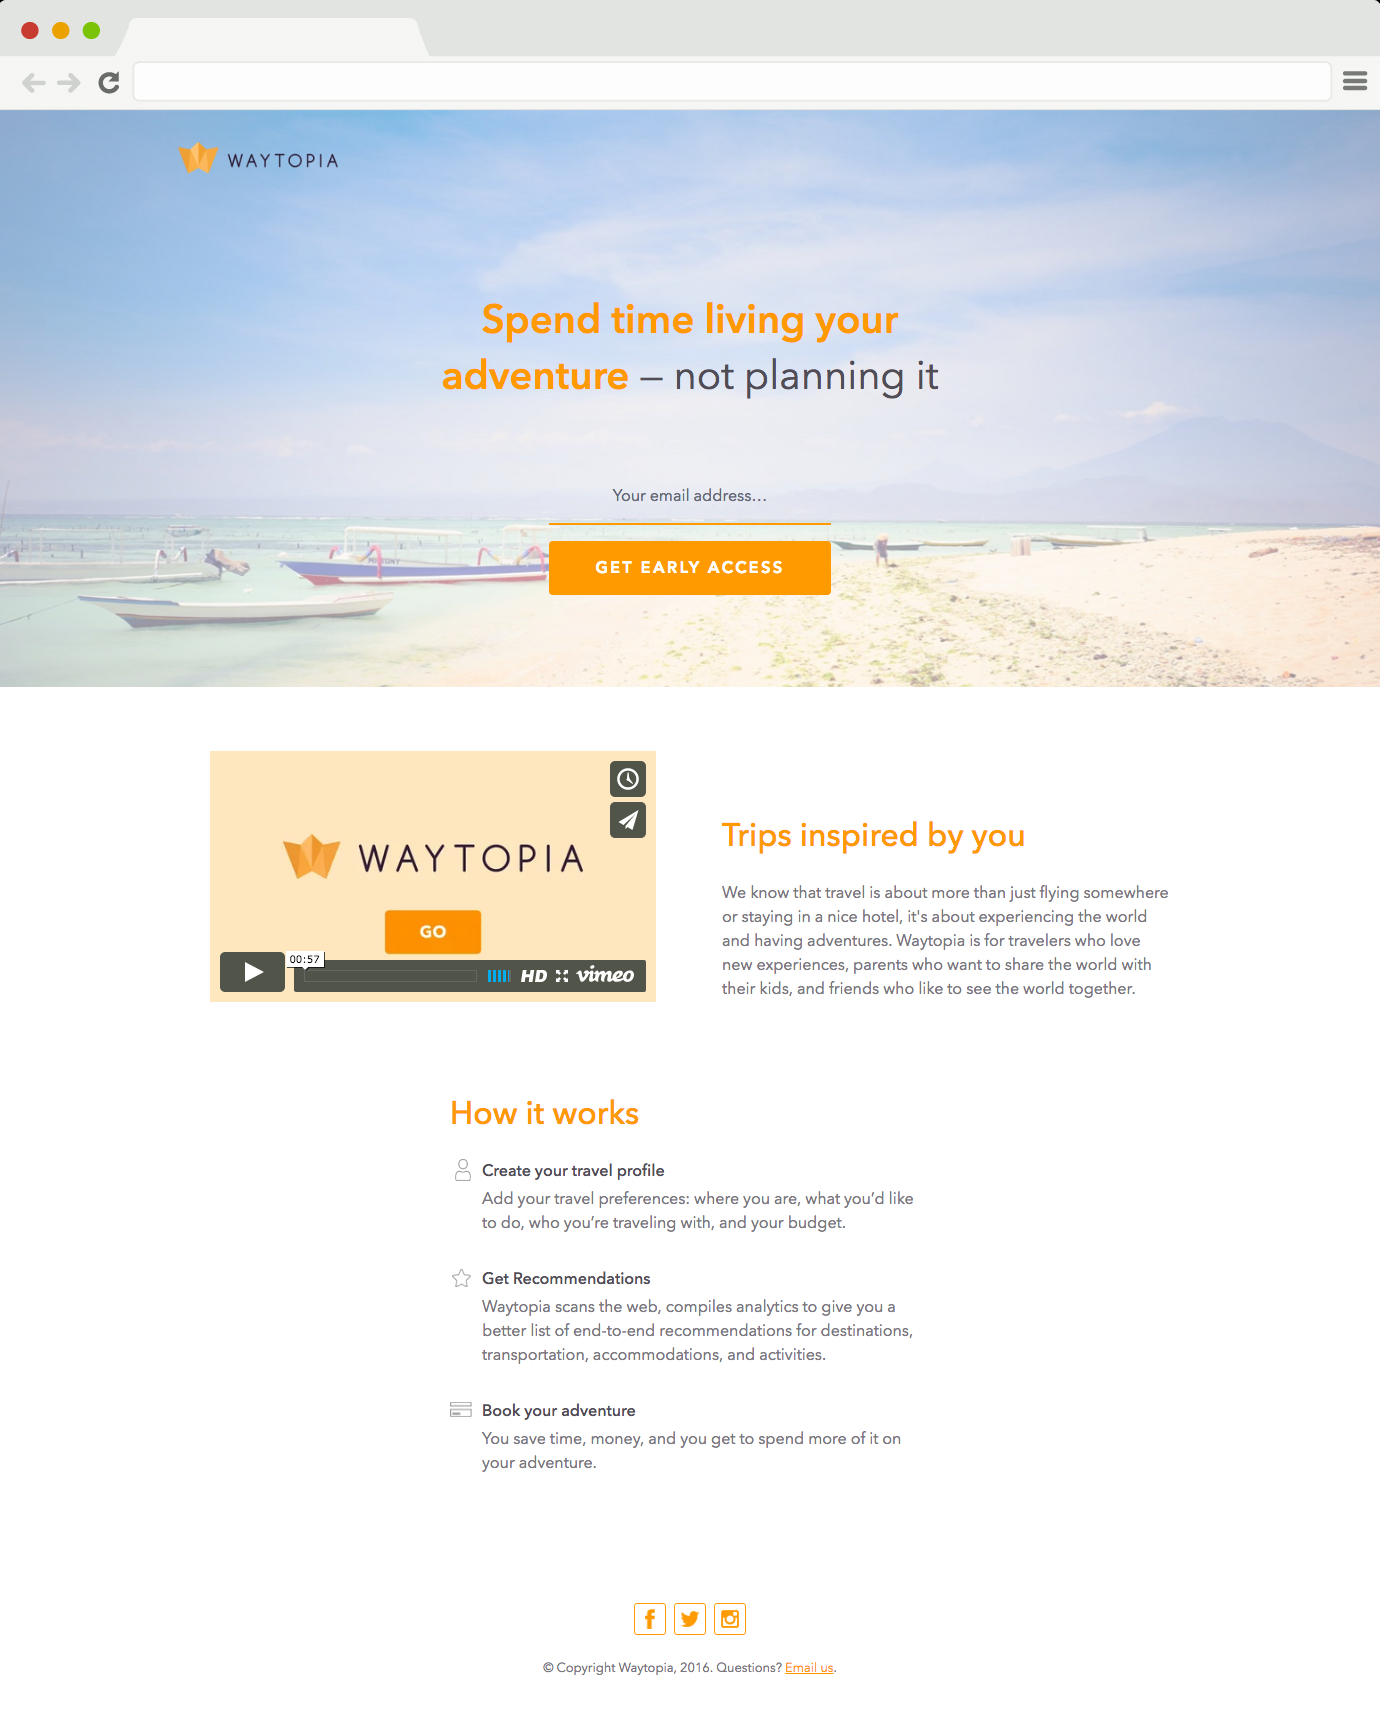 WAYTOPIA
Spend time living your
adventure – not planning it
Your email address...
GET EARLY ACCESS
WAYTOPIA
GO
00:57
HD
vimeo
Trips inspired by you
We know that travel is about more than just flying somewhere
or staying in a nice hotel, it's about experiencing the world
and having adventures. Waytopia is for travelers who love
new experiences, parents who want to share the world with
their kids, and friends who like to see the world together.
How it works
Create your travel profile
Add your travel preferences: where you are, what you’d like
to do, who you’re traveling with, and your budget.
Get Recommendations
Waytopia scans the web, compiles analytics to give you a
better list of end-to-end recommendations for destinations,
transportation, accommodations, and activities.
Book your adventure
You save time, money, and you get to spend more of it on
your adventure.
© Copyright Waytopia, 2016. Questions? Email us.